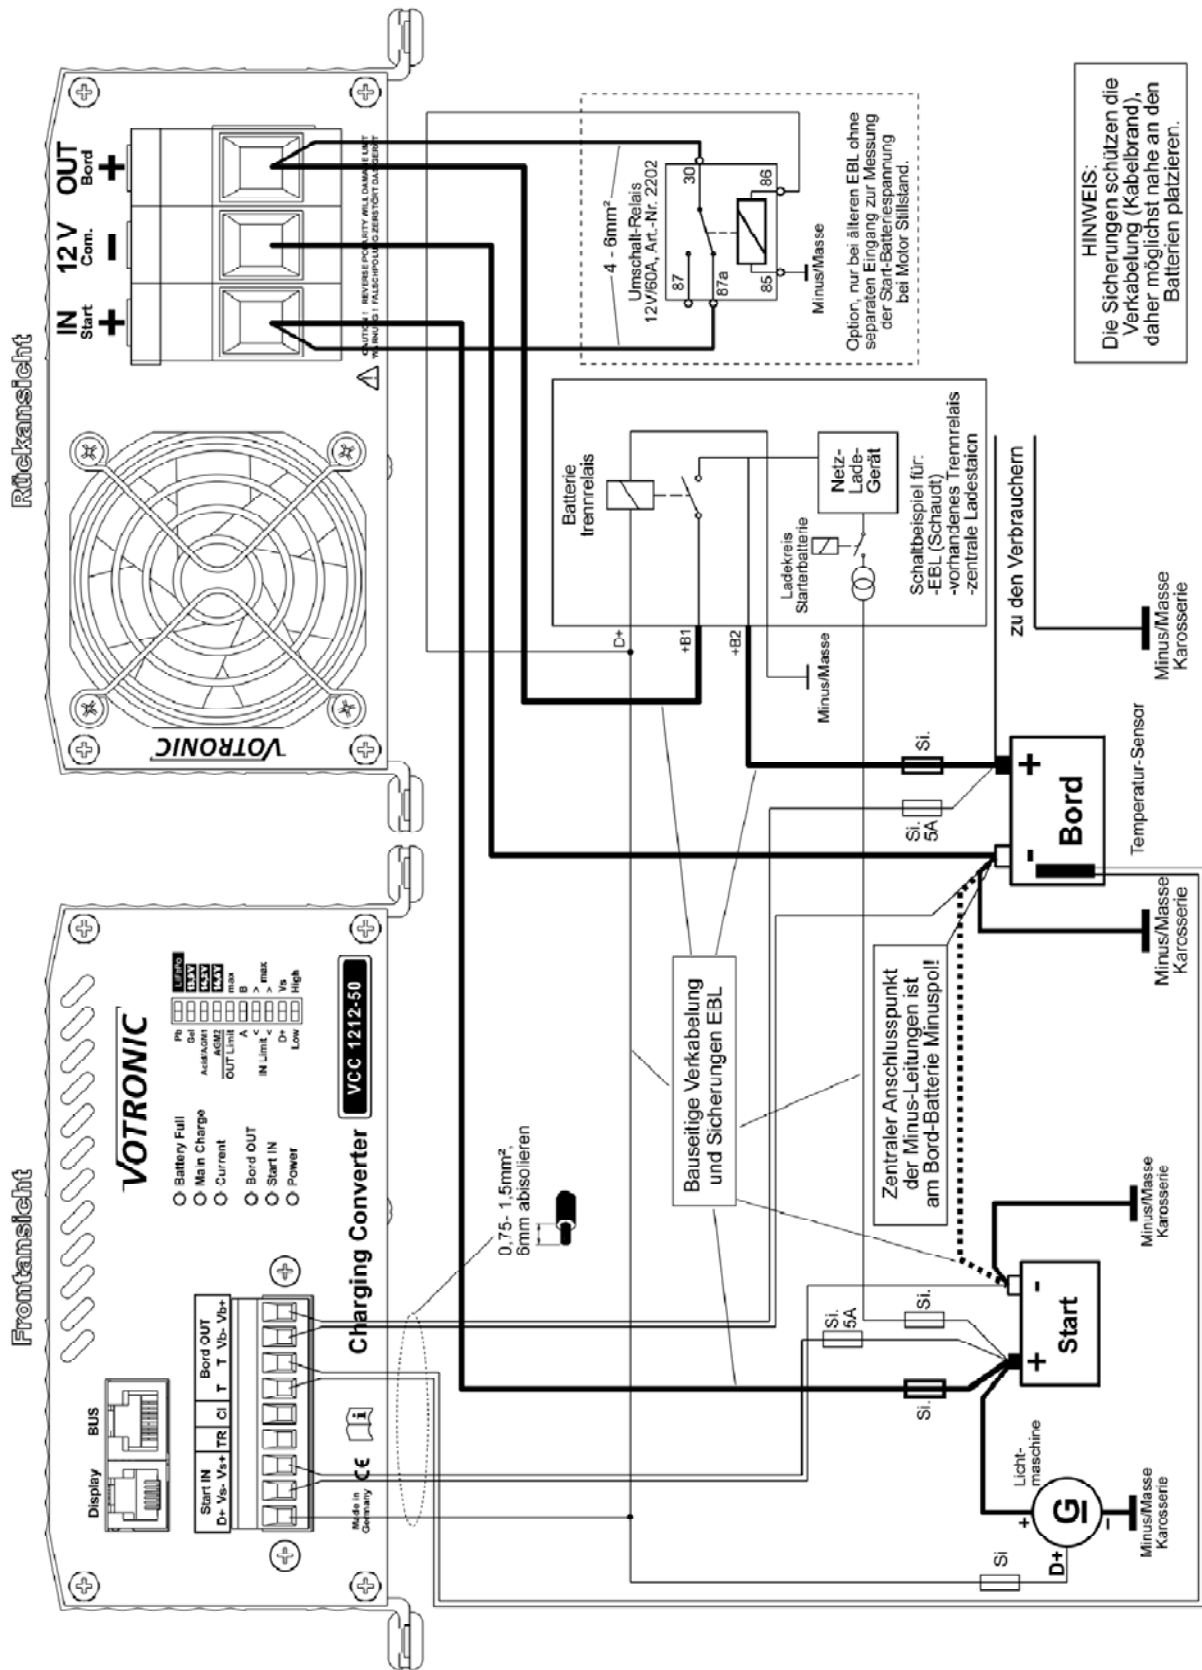 Frontansicht
Display
BUS
Start IN
Bord OUT
D+ Vs- Vs+ TR CI T T Vb- Vb+
Made in
Germany
CE
Charging Converter
VOTRONIC
Battery Full
Main Charge
Current
Bord OUT
Start IN
Power
Pb
Gel
Acid/AGM1
AGM2
OUT Limit
A
IN Limit <
<
D+
Low
LiFePo
max
B
> max
>
Vs
High
VCC 1212-50
0,75- 1,5mm²,
6mm abisolieren
Rückansicht
VOTRONIC
IN
Start
+
12 V
Com.
-
OUT
Bord
+
CAUTION ! REVERSE POLARITY WILL DAMAGE UNIT
WARNUNG ! FALSCHPOLUNG ZERSTÖRT DAS GERÄT
4 - 6mm²
Umschalt-Relais
12V/60A, Art.-Nr. 2202
30
87
87a
85
86
Minus/Masse
Option, nur bei älteren EBL ohne
separaten Eingang zur Messung
der Start-Batteriespannung
bei Motor Stillstand.
Batterie
trennrelais
D+
+B1
+B2
Ladekreis
Starterbatterie
Netz-
Lade-
Gerät
Schaltbeispiel für:
-EBL (Schaudt)
-vorhandenes Trennrelais
-zentrale Ladestaion
Minus/Masse
Bauseitige Verkabelung
und Sicherungen EBL
Zentraler Anschlusspunkt
der Minus-Leitungen ist
am Bord-Batterie Minuspol!
Si
D+
G
+
-
Licht-
maschine
Minus/Masse
Karosserie
Si.
Si.
5A
Si.
+
-
Start
Minus/Masse
Karosserie
Minus/Masse
Karosserie
Si.
5A
Si.
-
+
Bord
Temperatur-Sensor
zu den Verbrauchern
Minus/Masse
Karosserie
HINWEIS:
Die Sicherungen schützen die
Verkabelung (Kabelbrand),
daher möglichst nahe an den
Batterien platzieren.